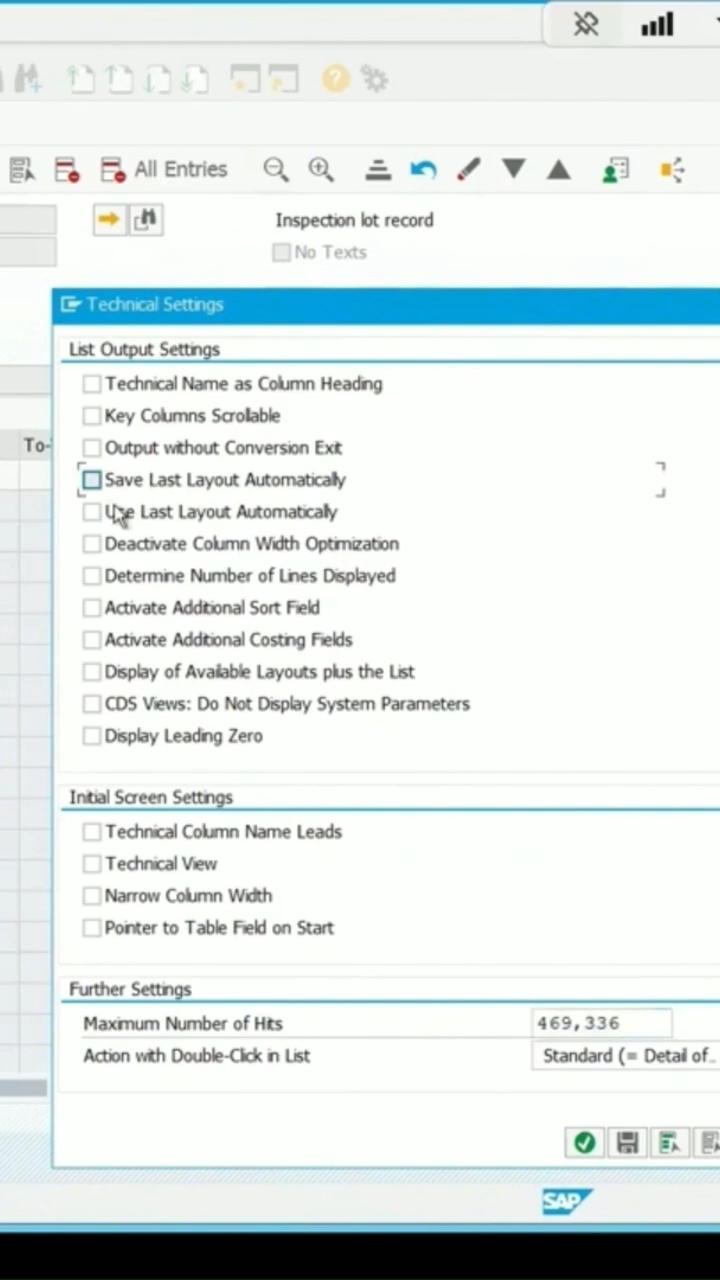 All Entries
Inspection lot record
No Texts
Technical Settings
List Output Settings
Technical Name as Column Heading
Key Columns Scrollable
Output without Conversion Exit
To-
Save Last Layout Automatically
Use Last Layout Automatically
Deactivate Column Width Optimization
Determine Number of Lines Displayed
Activate Additional Sort Field
Activate Additional Costing Fields
Display of Available Layouts plus the List
CDS Views: Do Not Display System Parameters
Display Leading Zero
Initial Screen Settings
Technical Column Name Leads
Technical View
Narrow Column Width
Pointer to Table Field on Start
Further Settings
Maximum Number of Hits 469,336
Action with Double-Click in List Standard (= Detail of..
SAP